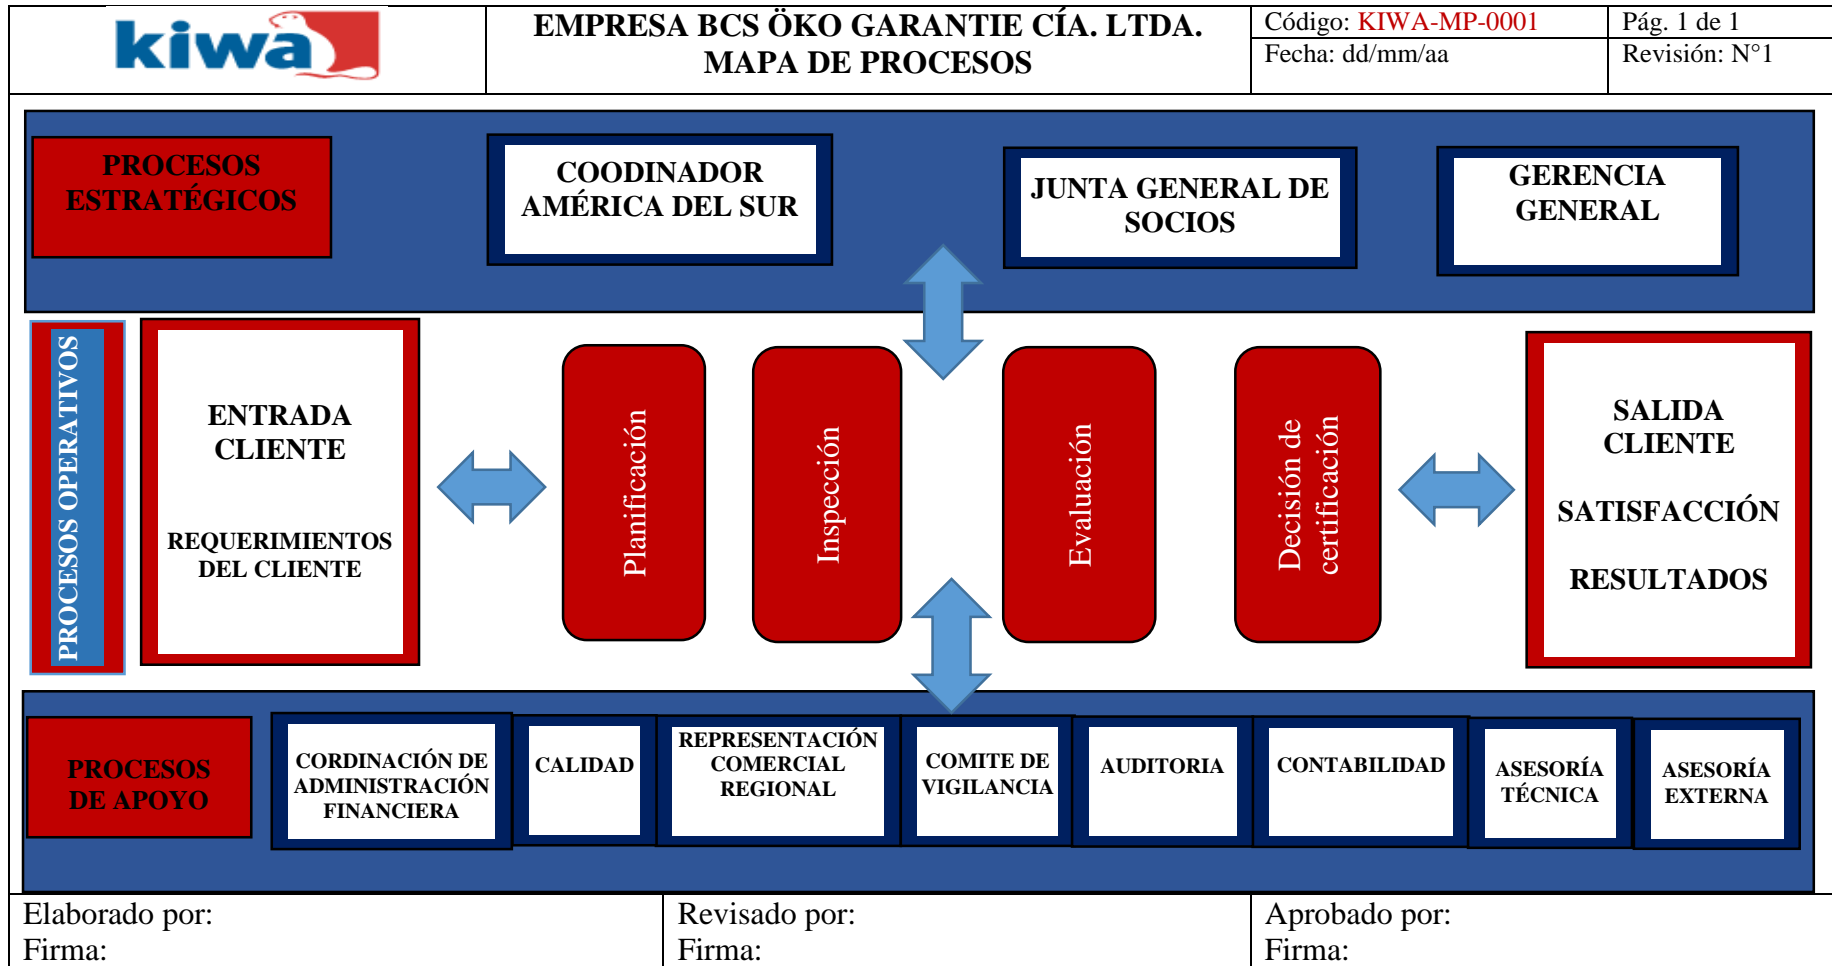 kiwa
EMPRESA BCS ÖKO GARANTIE CÍA. LTDA.
MAPA DE PROCESOS
Código: KIWA-MP-0001
Pág. 1 de 1
Fecha: dd/mm/aa
Revisión: N°1
PROCESOS
ESTRATÉGICOS
COODINADOR
AMÉRICA DEL SUR
JUNTA GENERAL DE
SOCIOS
GERENCIA
GENERAL
PROCESOS OPERATIVOS
ENTRADA
CLIENTE
REQUERIMIENTOS
DEL CLIENTE
Planificación
Inspección
Evaluación
Decisión de
certificación
SALIDA
CLIENTE
SATISFACCIÓN
RESULTADOS
PROCESOS
DE APOYO
CORDINACIÓN DE
ADMINISTRACIÓN
FINANCIERA
CALIDAD
REPRESENTACIÓN
COMERCIAL
REGIONAL
COMITE DE
VIGILANCIA
AUDITORIA
CONTABILIDAD
ASESORÍA
TÉCNICA
ASESORÍA
EXTERNA
Elaborado por:
Firma:
Revisado por:
Firma:
Aprobado por:
Firma: